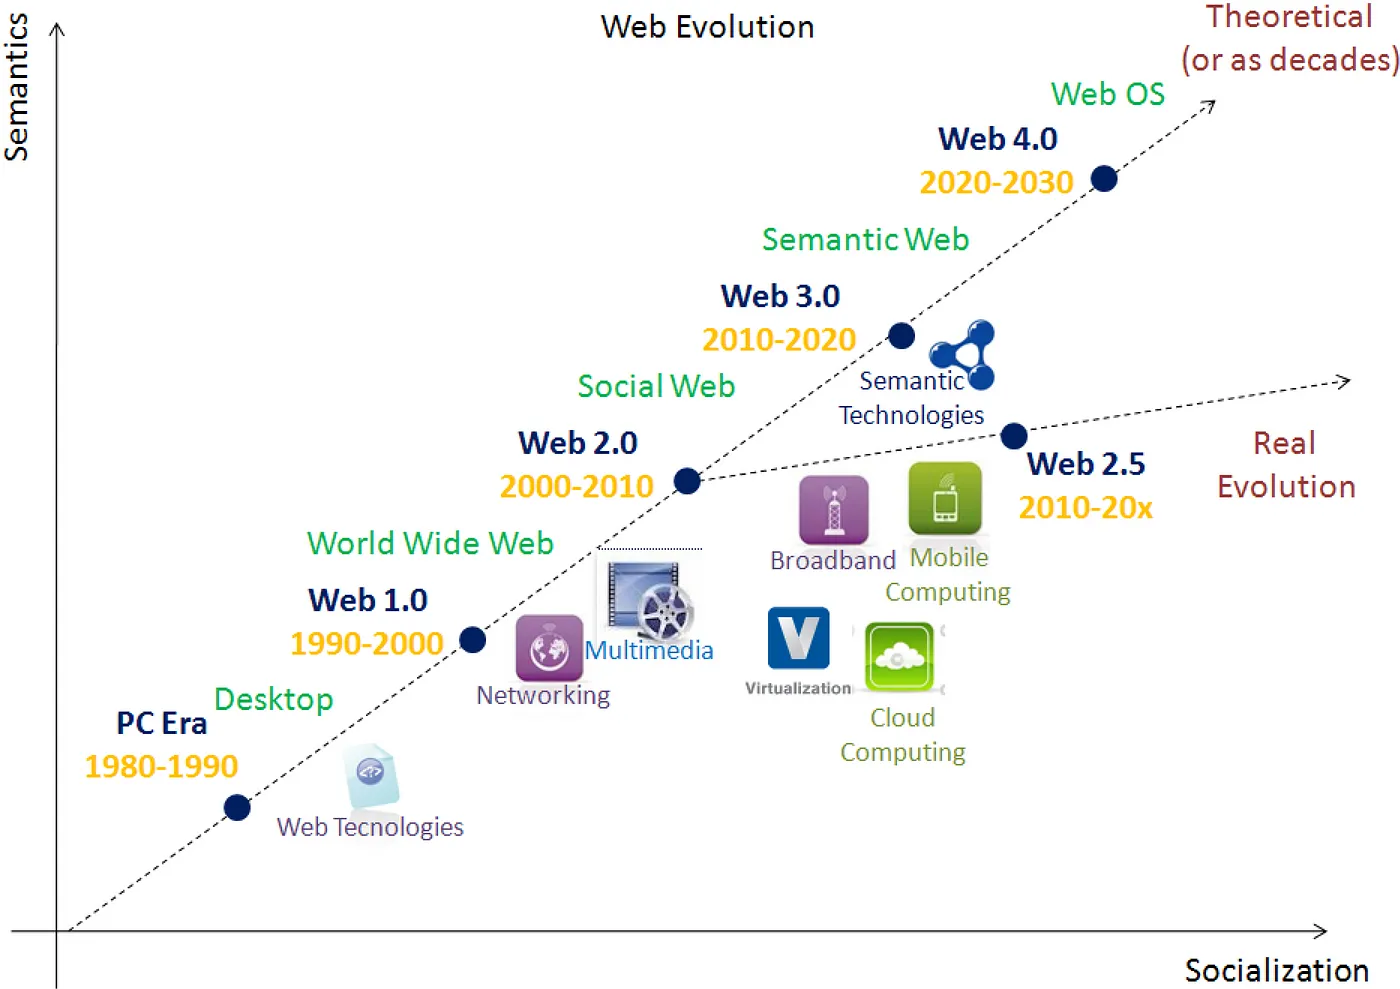 Web Evolution
Theoretical
(or as decades)
Semantics
Web OS
Web 4.0
2020-2030
Semantic Web
Web 3.0
2010-2020
Semantic
Technologies
Social Web
Web 2.0
2000-2010
Real
Evolution
Web 2.5
2010-20x
Broadband
Mobile
Computing
World Wide Web
Web 1.0
1990-2000
Multimedia
Networking
V
Virtualization
Cloud
Computing
Desktop
PC Era
1980-1990
<?>
Web Tecnologies
Socialization